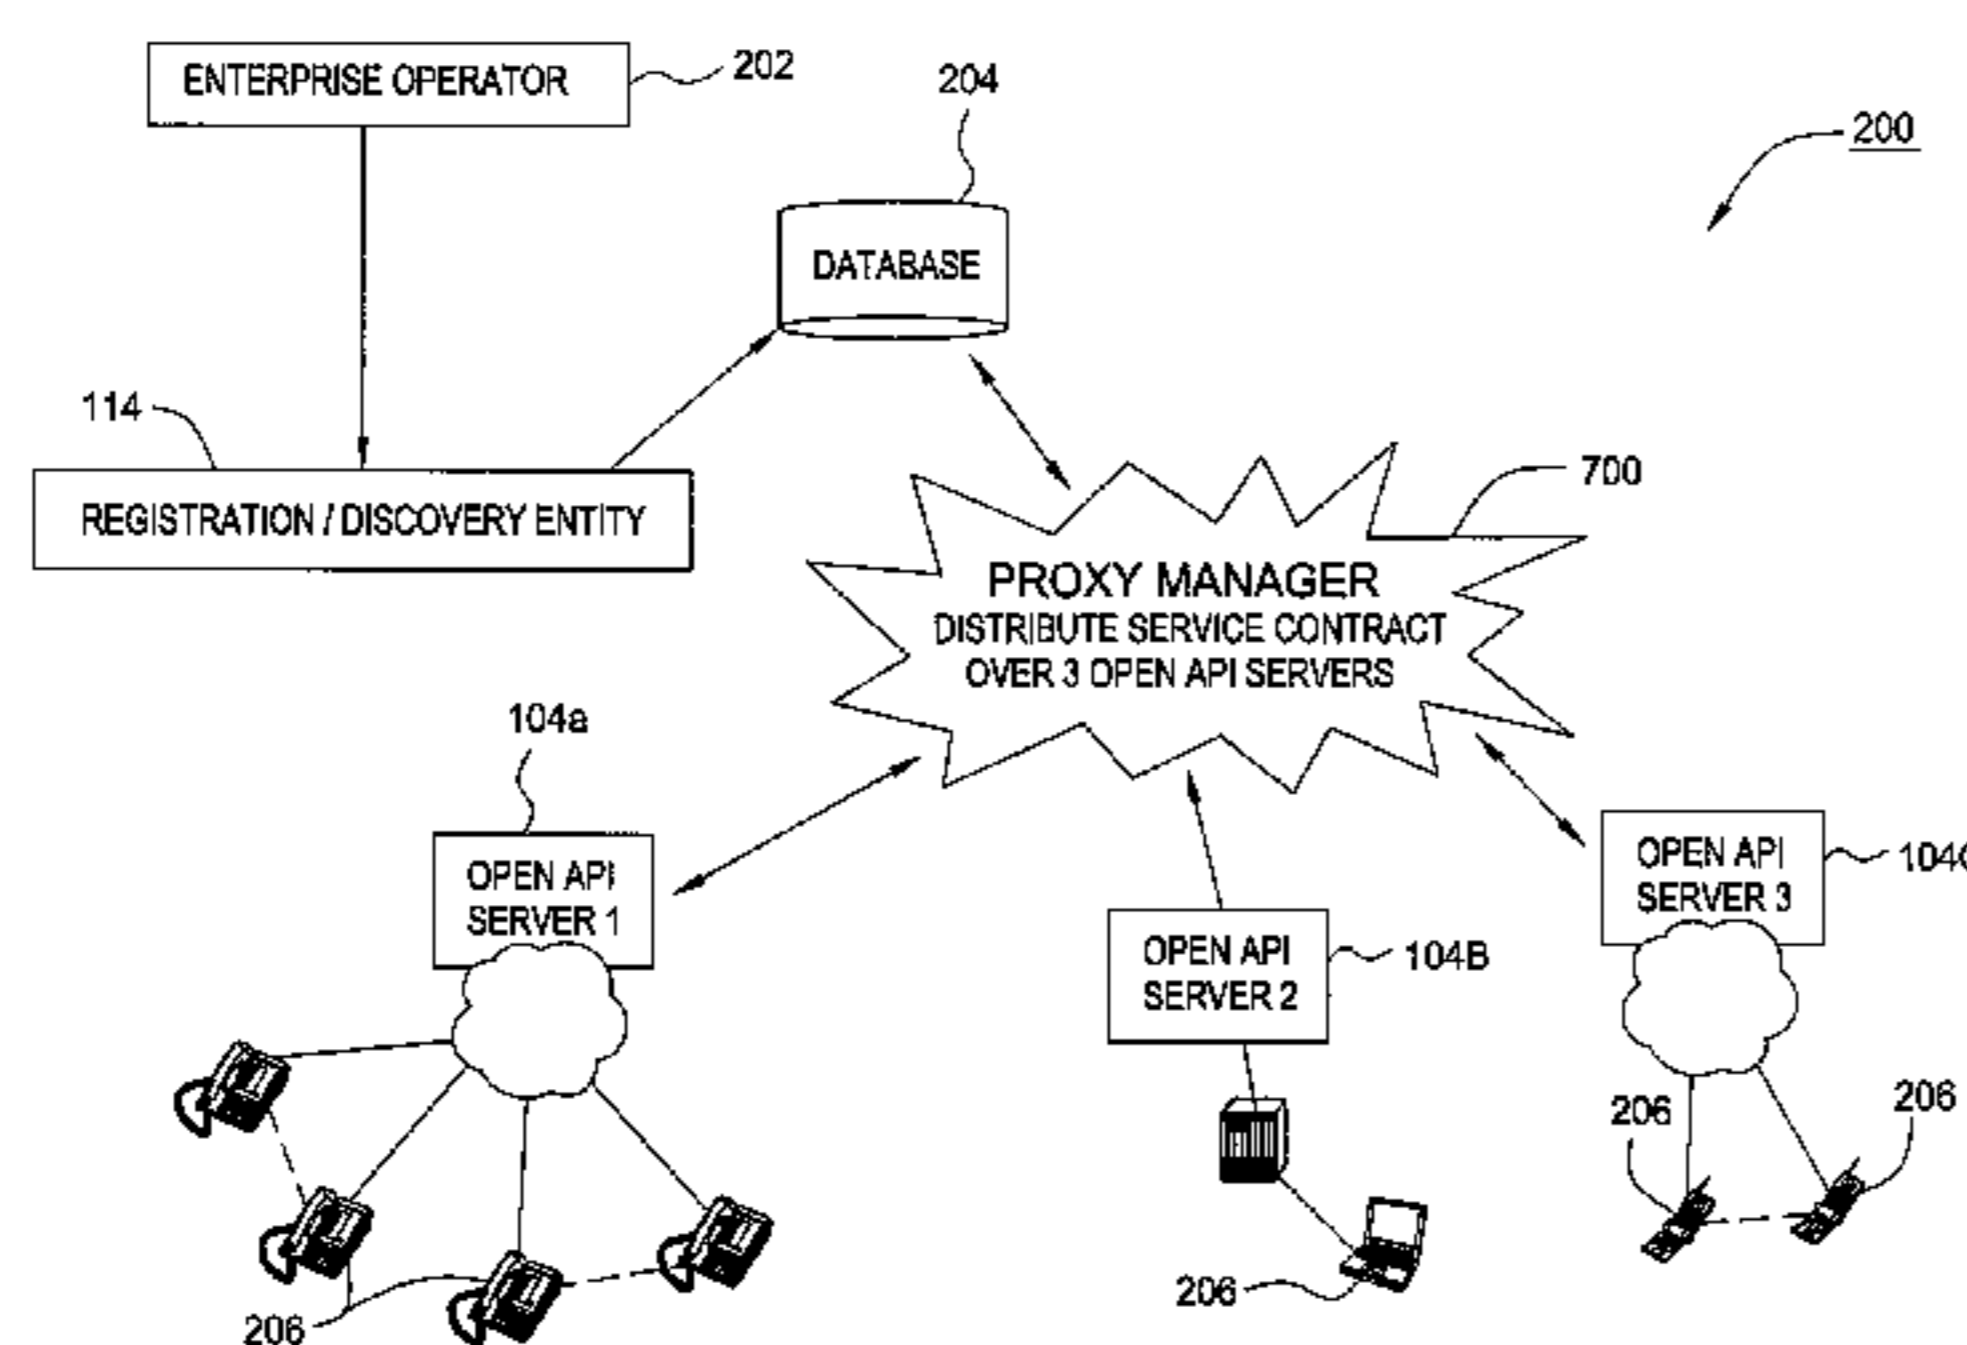 ENTERPRISE OPERATOR
202
204
200
DATABASE
114
REGISTRATION / DISCOVERY ENTITY
700
PROXY MANAGER
DISTRIBUTE SERVICE CONTRACT
OVER 3 OPEN API SERVERS
104a
OPEN API
SERVER 1
OPEN API
SERVER 2
104B
OPEN API
SERVER 3
104C
206
206
206
206